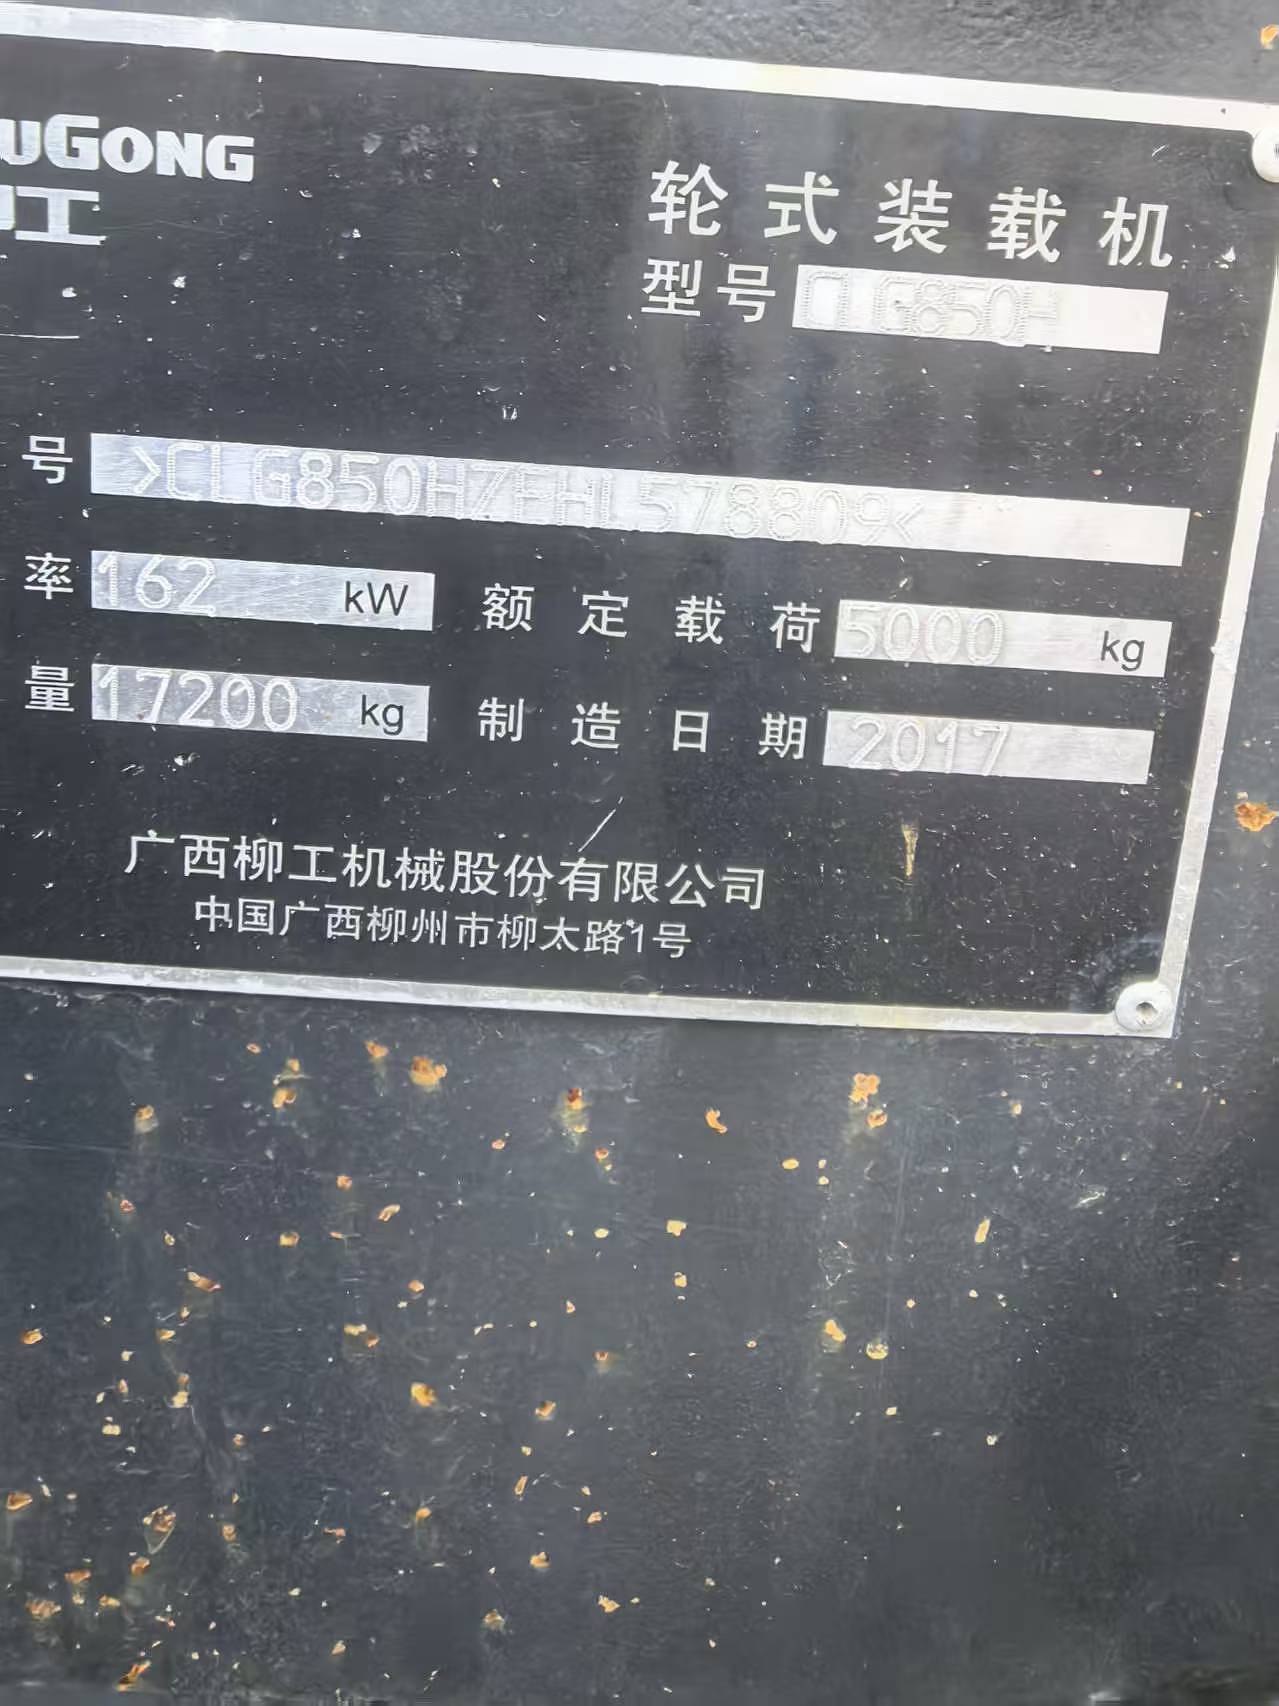 UGONG
工
轮式装载机
型号 CLG850H
号 >CLG850HZEHL578809<
率 162 kW 额定载荷 5000 kg
量 17200 kg 制造日期 2017
广西柳工机械股份有限公司
中国广西柳州市柳太路1号